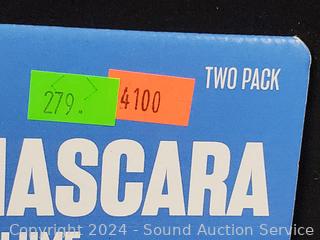 TWO PACK
279.
4100
MASCARA
Copyright 2024 - Sound Auction Service